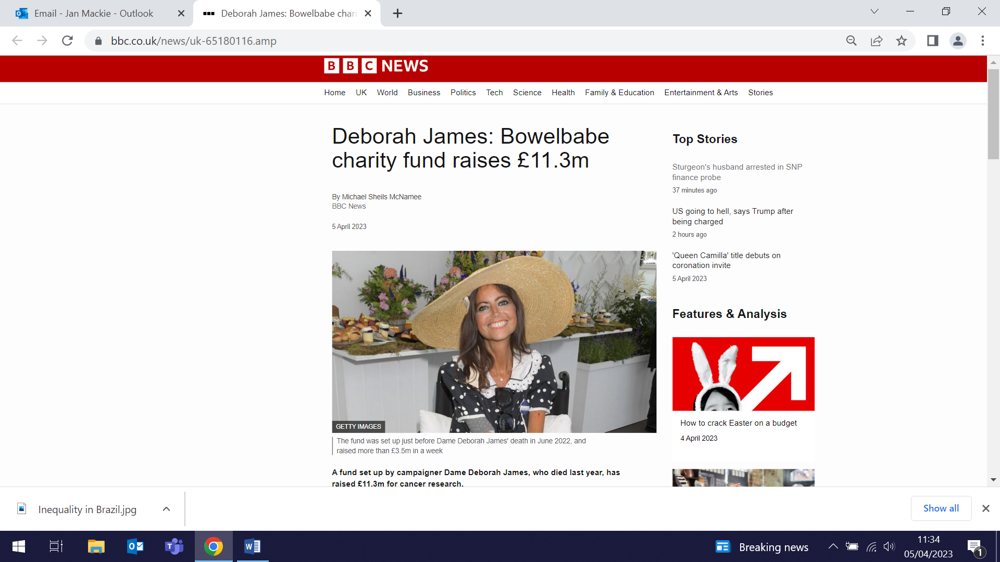 Email - Jan Mackie - Outlook
Deborah James: Bowelbabe chari
bbc.co.uk/news/uk-65180116.amp
BBC NEWS
Home UK World Business Politics Tech Science Health Family & Education Entertainment & Arts Stories
Deborah James: Bowelbabe
charity fund raises £11.3m
By Michael Sheils McNamee
BBC News
5 April 2023
GETTY IMAGES
The fund was set up just before Dame Deborah James' death in June 2022, and
raised more than £3.5m in a week
A fund set up by campaigner Dame Deborah James, who died last year, has
raised £11.3m for cancer research.
Top Stories
Sturgeon's husband arrested in SNP
finance probe
37 minutes ago
US going to hell, says Trump after
being charged
2 hours ago
'Queen Camilla' title debuts on
coronation invite
5 April 2023
Features & Analysis
How to crack Easter on a budget
4 April 2023
Inequality in Brazil.jpg
Show all
Breaking news
11:34
05/04/2023
1